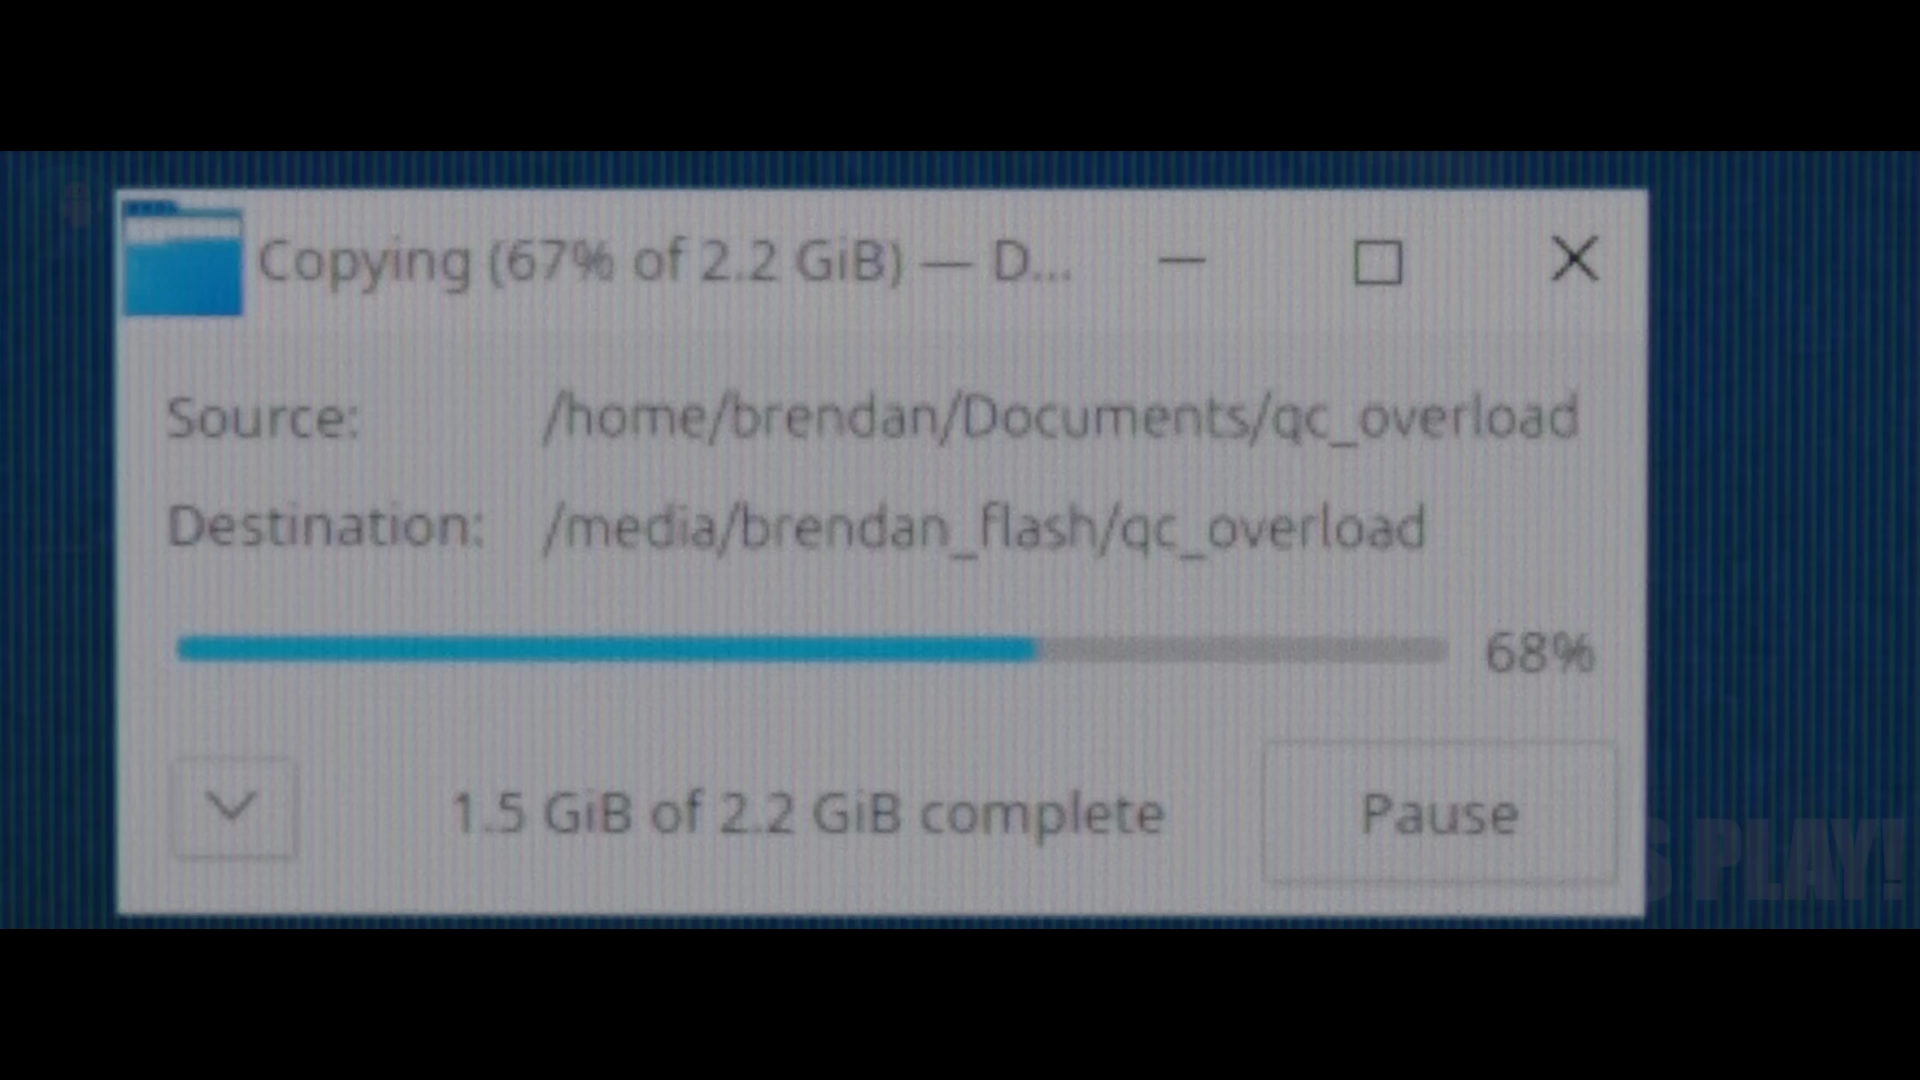 Copying (67% of 2.2 GiB) — D...
Source: /home/brendan/Documents/qc_overload
Destination: /media/brendan_flash/qc_overload
68%
1.5 GiB of 2.2 GiB complete
Pause
S PLAY!